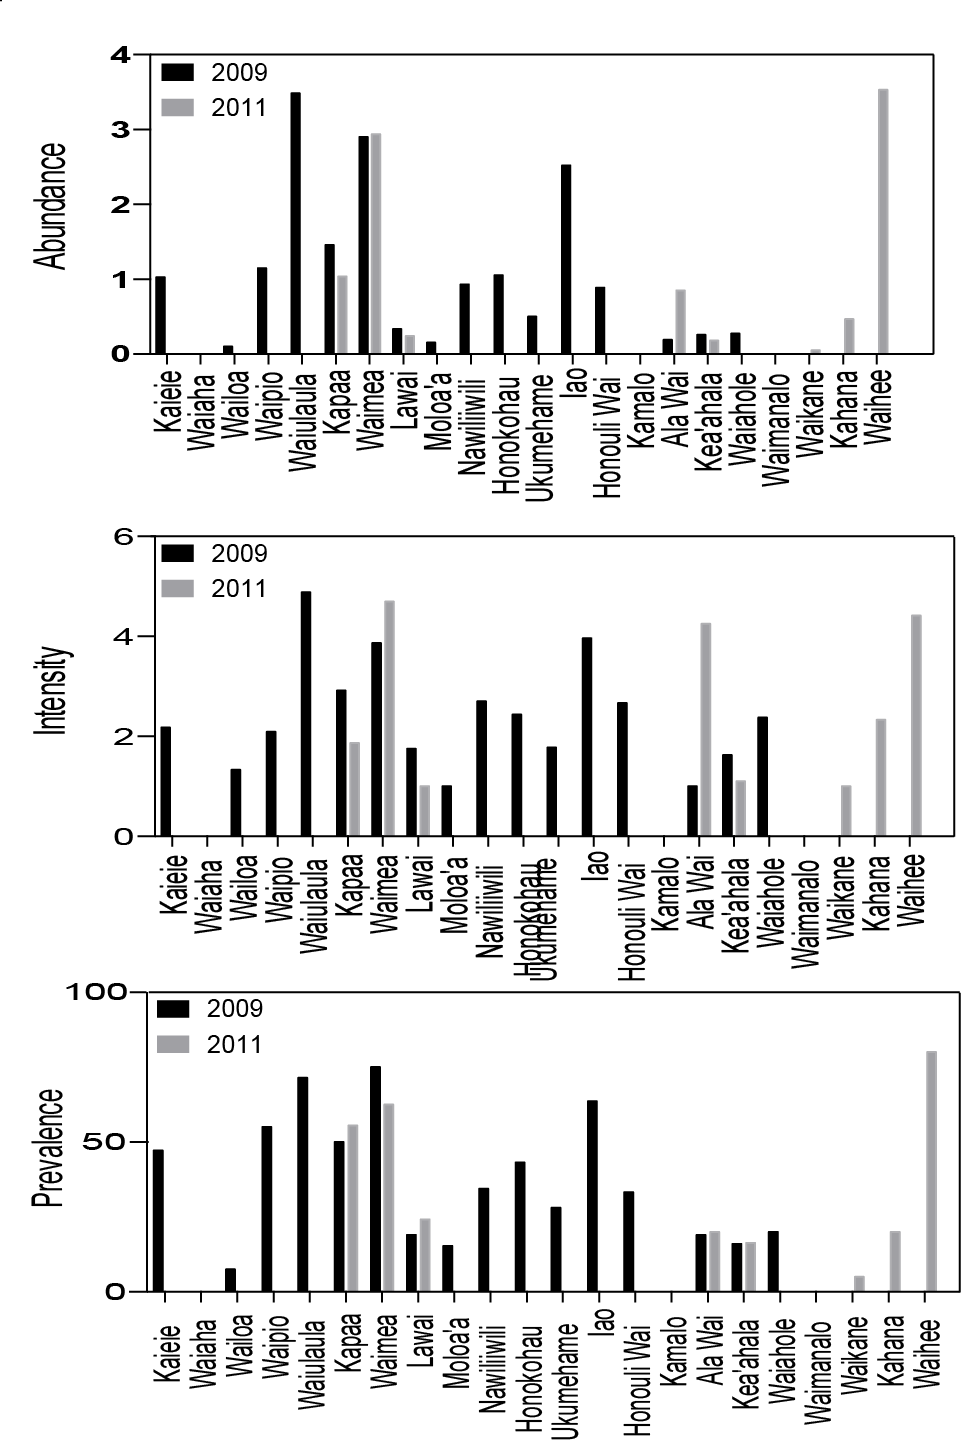 4
3
2
1
0
Abundance
2009
2011
Kaieie
Waiaha
Wailoa
Waipio
Waiulaula
Kapaa
Waimea
Lawai
Moloa'a
Nawiliwili
Honokohau
Ukumehame
Iao
Honouli Wai
Kamalo
Ala Wai
Kea'ahala
Waiahole
Waimanalo
Waikane
Kahana
Waihee
6
4
2
0
Intensity
2009
2011
Kaieie
Waiaha
Wailoa
Waipio
Waiulaula
Kapaa
Waimea
Lawai
Moloa'a
Nawiliwili
Honokohau
Ukumehame
Iao
Honouli Wai
Kamalo
Ala Wai
Kea'ahala
Waiahole
Waimanalo
Waikane
Kahana
Waihee
100
50
0
Prevalence
2009
2011
Kaieie
Waiaha
Wailoa
Waipio
Waiulaula
Kapaa
Waimea
Lawai
Moloa'a
Nawiliwili
Honokohau
Ukumehame
Iao
Honouli Wai
Kamalo
Ala Wai
Kea'ahala
Waiahole
Waimanalo
Waikane
Kahana
Waihee